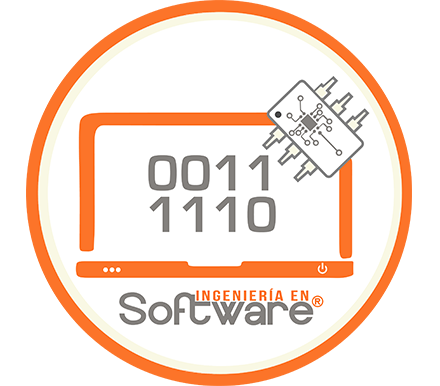 0011
1110
INGENIERÍA EN
Software®